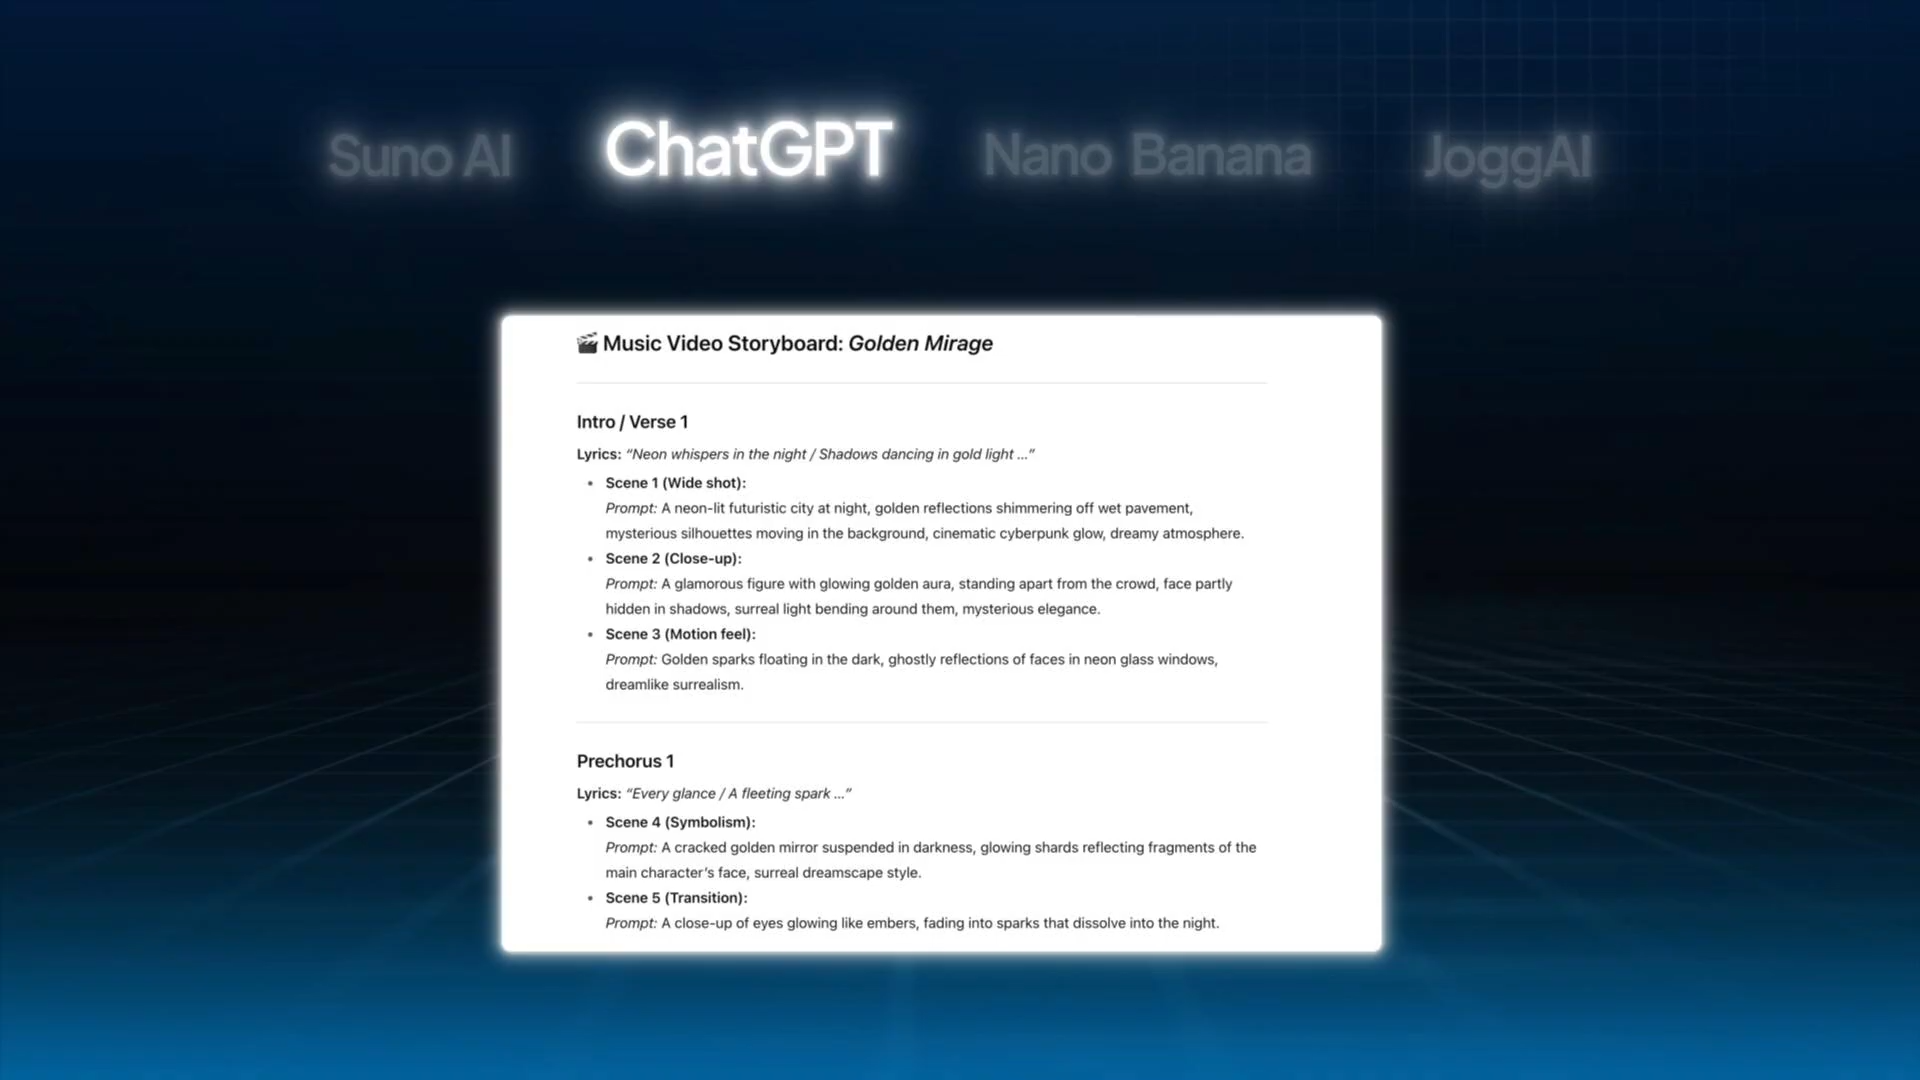 Suno AI ChatGPT Nano Banana JoggAI
🎬 Music Video Storyboard: Golden Mirage
Intro / Verse 1
Lyrics: “Neon whispers in the night / Shadows dancing in gold light ...”
• Scene 1 (Wide shot):
Prompt: A neon-lit futuristic city at night, golden reflections shimmering off wet pavement,
mysterious silhouettes moving in the background, cinematic cyberpunk glow, dreamy atmosphere.
• Scene 2 (Close-up):
Prompt: A glamorous figure with glowing golden aura, standing apart from the crowd, face partly
hidden in shadows, surreal light bending around them, mysterious elegance.
• Scene 3 (Motion feel):
Prompt: Golden sparks floating in the dark, ghostly reflections of faces in neon glass windows,
dreamlike surrealism.
Prechorus 1
Lyrics: “Every glance / A fleeting spark ...”
• Scene 4 (Symbolism):
Prompt: A cracked golden mirror suspended in darkness, glowing shards reflecting fragments of the
main character’s face, surreal dreamscape style.
• Scene 5 (Transition):
Prompt: A close-up of eyes glowing like embers, fading into sparks that dissolve into the night.